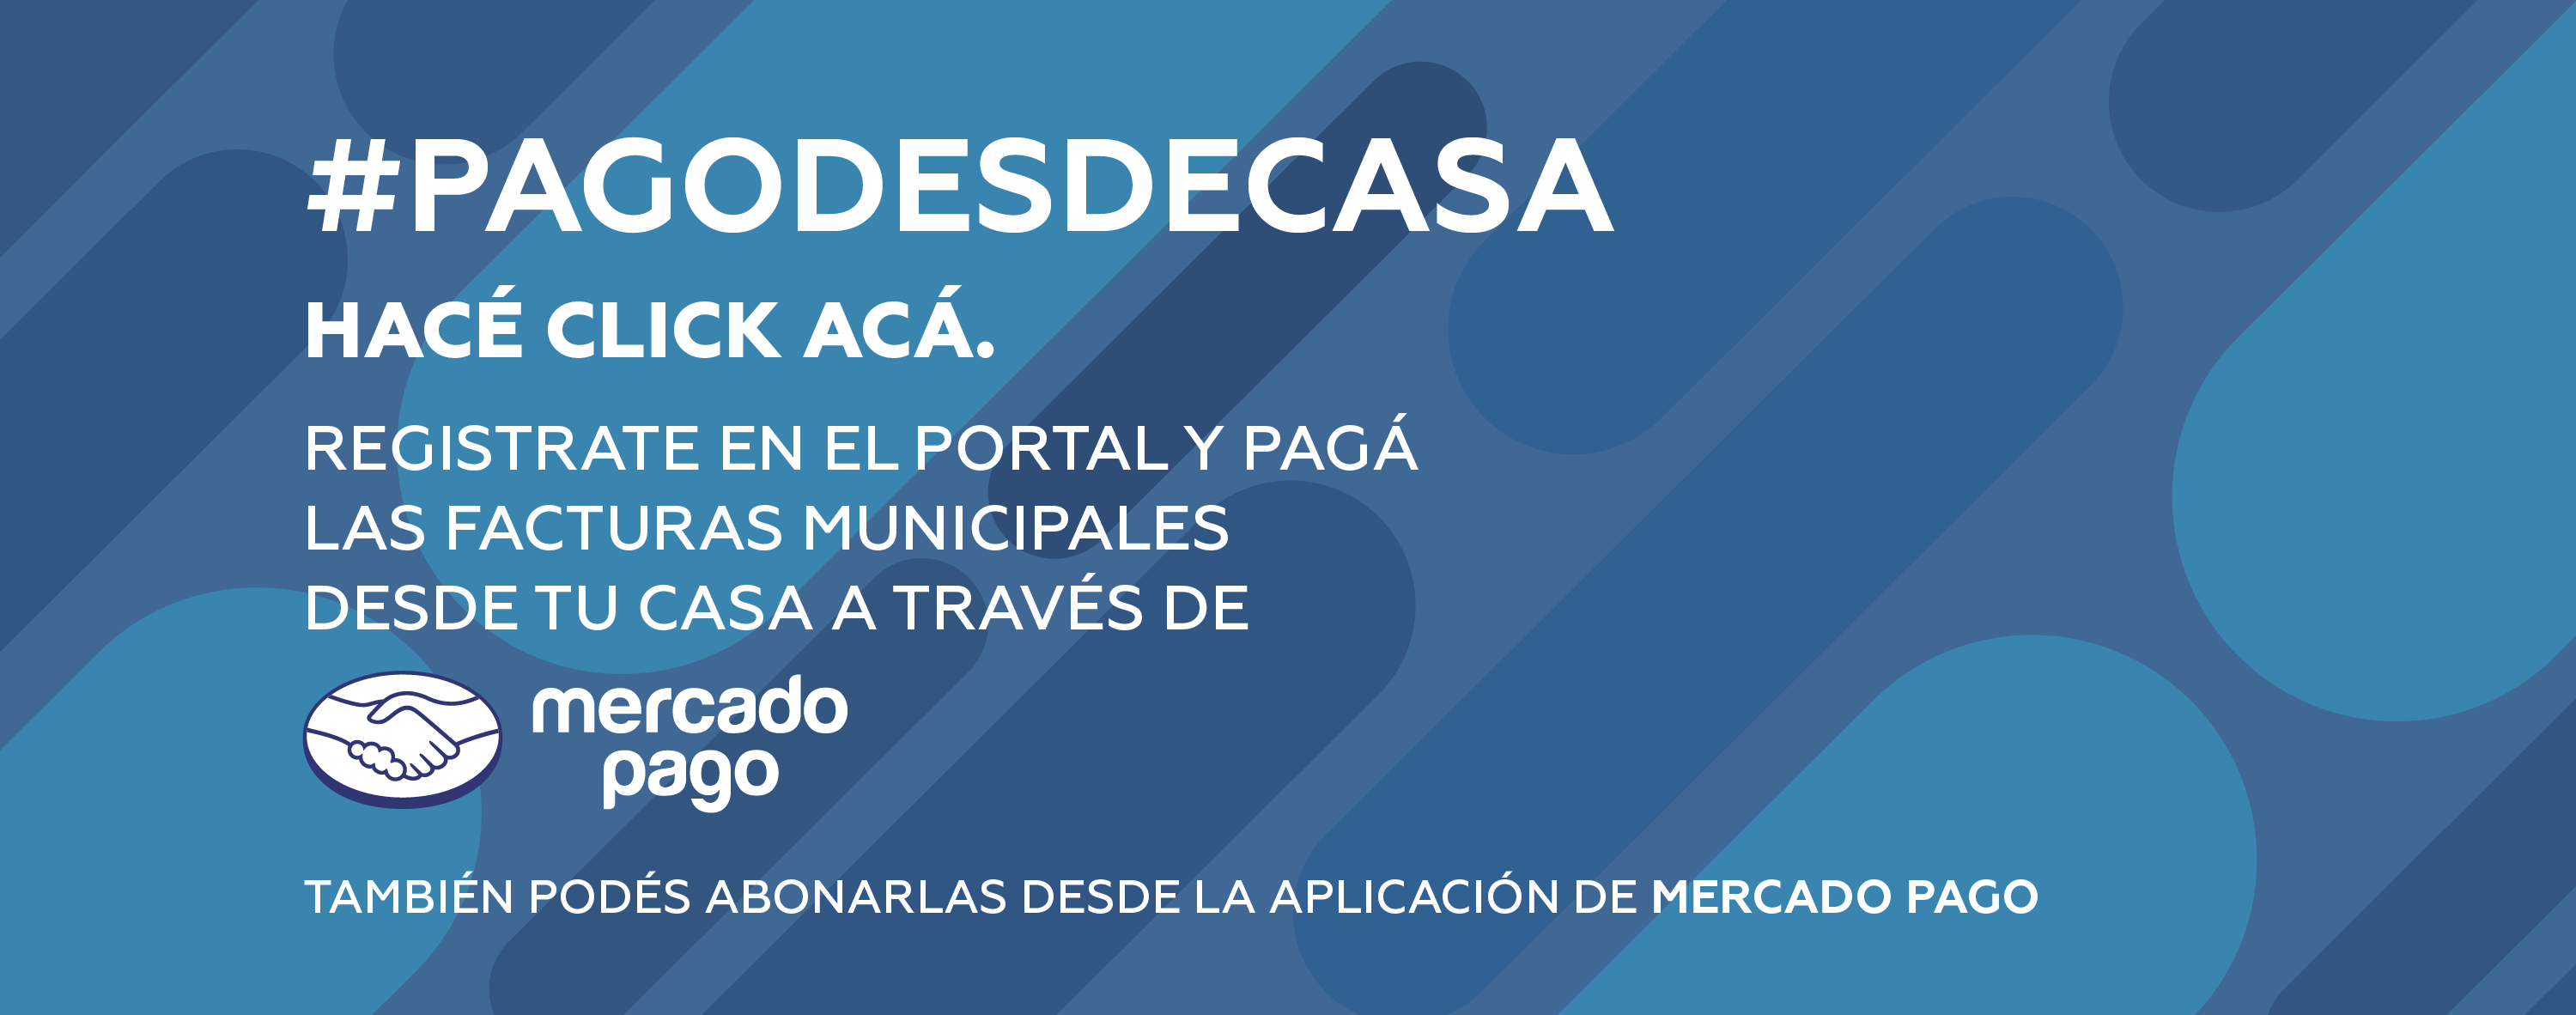 #PAGODESDECASA
HACÉ CLICK ACÁ.
REGISTRATE EN EL PORTAL Y PAGÁ
LAS FACTURAS MUNICIPALES
DESDE TU CASA A TRAVÉS DE
mercado
pago
TAMBIÉN PODÉS ABONARLAS DESDE LA APLICACIÓN DE MERCADO PAGO